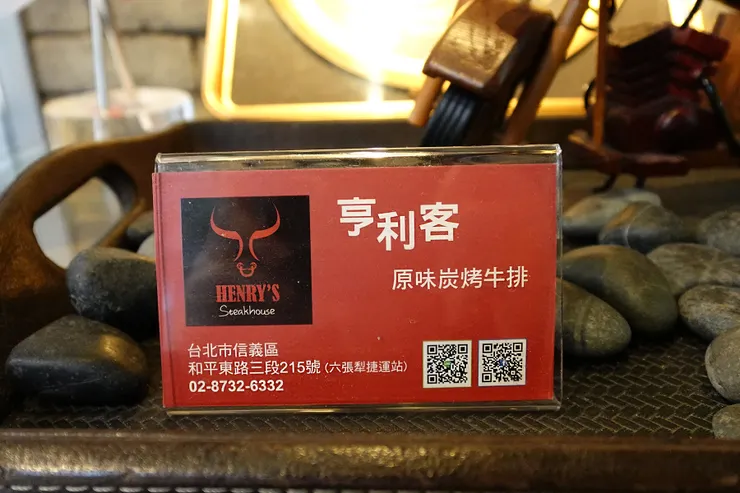 HENRY'S
Steakhouse
亨利客
原味炭烤牛排
台北市信義區
和平東路三段215號 (六張犁捷運站)
02-8732-6332